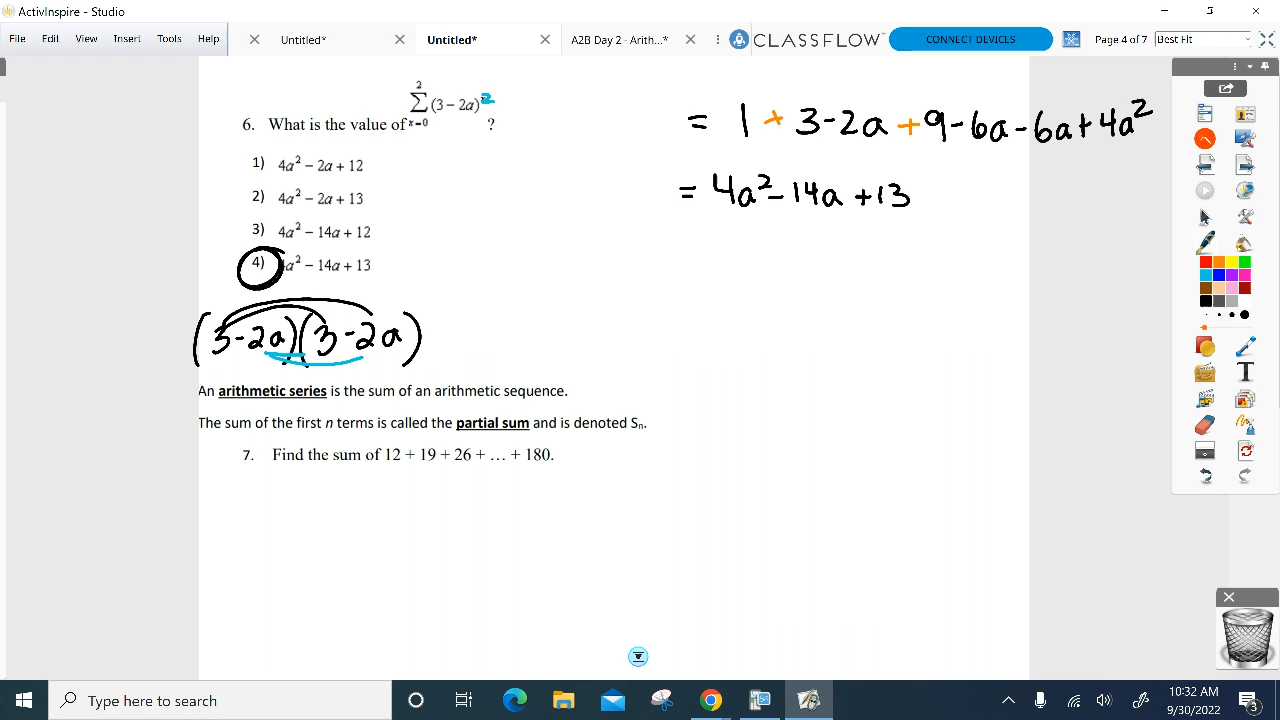 ActivInspire - Studio
File Edit View Insert Tools Help
Untitled* Untitled* A2B Day 2 - Arith...* CLASSFLOW CONNECT DEVICES Page 4 of 7 Best Fit
6. What is the value of ∑ (3 − 2a)² ?
2
x=0
= 1 + 3-2a + 9-6a-6a+4a²
1) 4a² − 2a + 12
= 4a²-14a+13
2) 4a² − 2a + 13
3) 4a² − 14a + 12
4) a² − 14a + 13
(3-2a)(3-2a)
An arithmetic series is the sum of an arithmetic sequence.
The sum of the first n terms is called the partial sum and is denoted Sₙ.
7. Find the sum of 12 + 19 + 26 + … + 180.
Type here to search
10:32 AM
9/30/2022
3